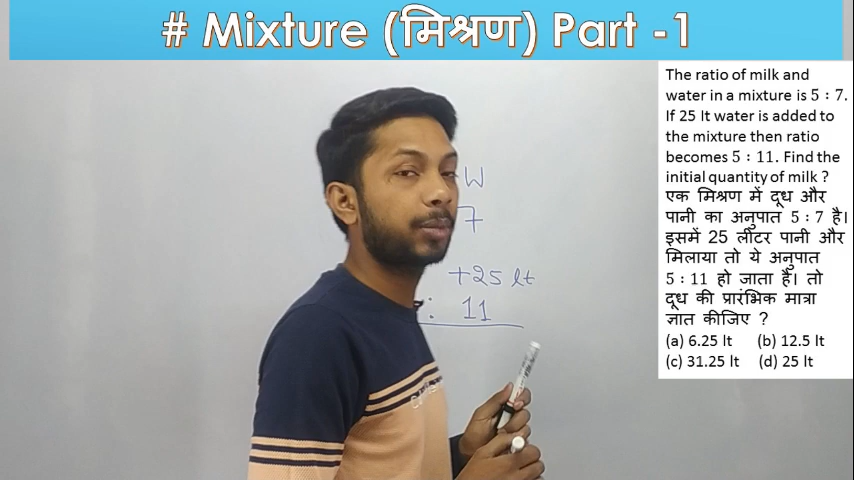 # Mixture (मिश्रण) Part -1
The ratio of milk and
water in a mixture is 5 : 7.
If 25 lt water is added to
the mixture then ratio
becomes 5 : 11. Find the
initial quantity of milk ?
एक मिश्रण में दूध और
पानी का अनुपात 5 : 7 है।
इसमें 25 लीटर पानी और
मिलाया तो ये अनुपात
5 : 11 हो जाता है। तो
दूध की प्रारंभिक मात्रा
ज्ञात कीजिए ?
(a) 6.25 lt (b) 12.5 lt
(c) 31.25 lt (d) 25 lt
W
7
+25 lt
: 11